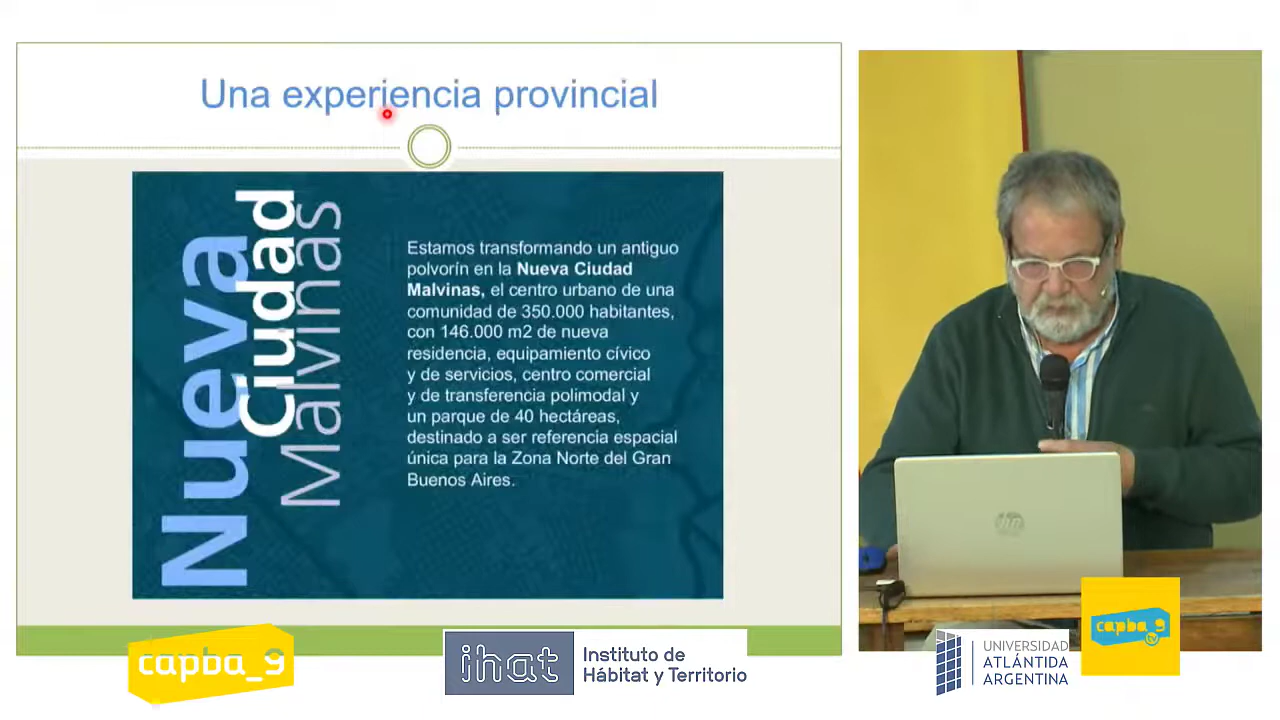 Una experiencia provincial
Nueva
Ciudad
Malvinas
Estamos transformando un antiguo
polvorín en la Nueva Ciudad
Malvinas, el centro urbano de una
comunidad de 350.000 habitantes,
con 146.000 m2 de nueva
residencia, equipamiento cívico
y de servicios, centro comercial
y de transferencia polimodal y
un parque de 40 hectáreas,
destinado a ser referencia espacial
única para la Zona Norte del Gran
Buenos Aires.
hp
capba_9
ihat
Instituto de
Hábitat y Territorio
UNIVERSIDAD
ATLÁNTIDA
ARGENTINA
capba_9
tv